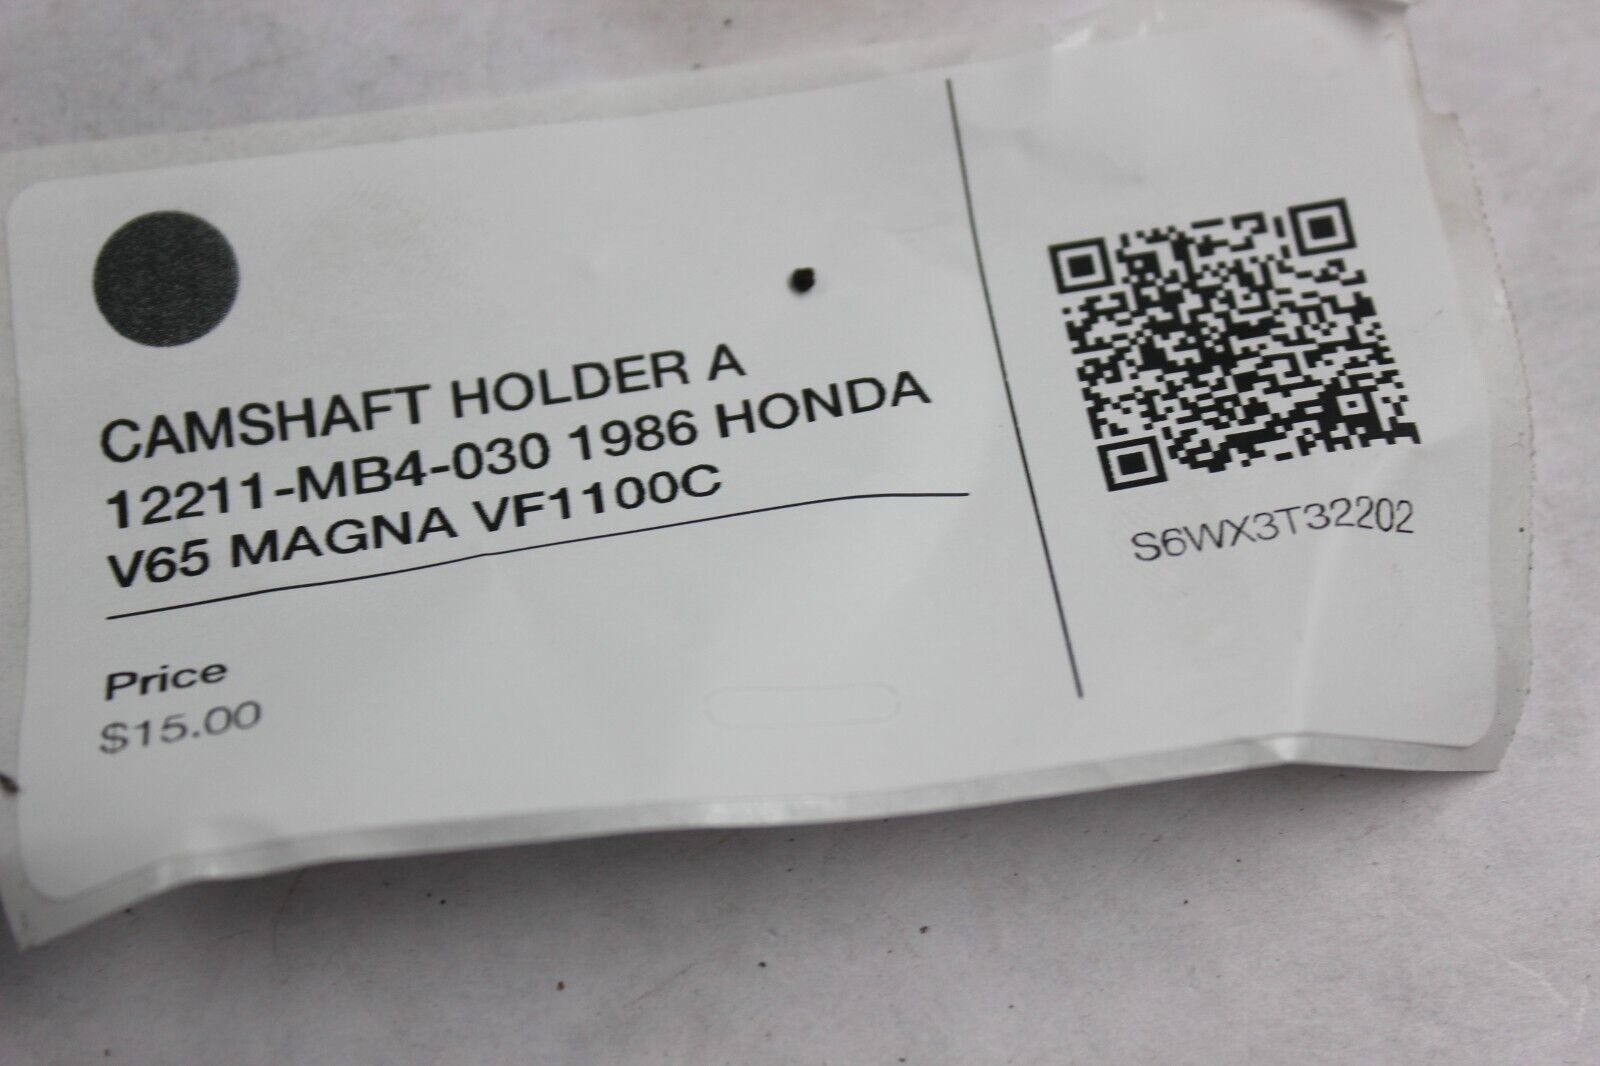 CAMSHAFT HOLDER A
12211-MB4-030 1986 HONDA
V65 MAGNA VF1100C
Price
$15.00
S6WX3T32202